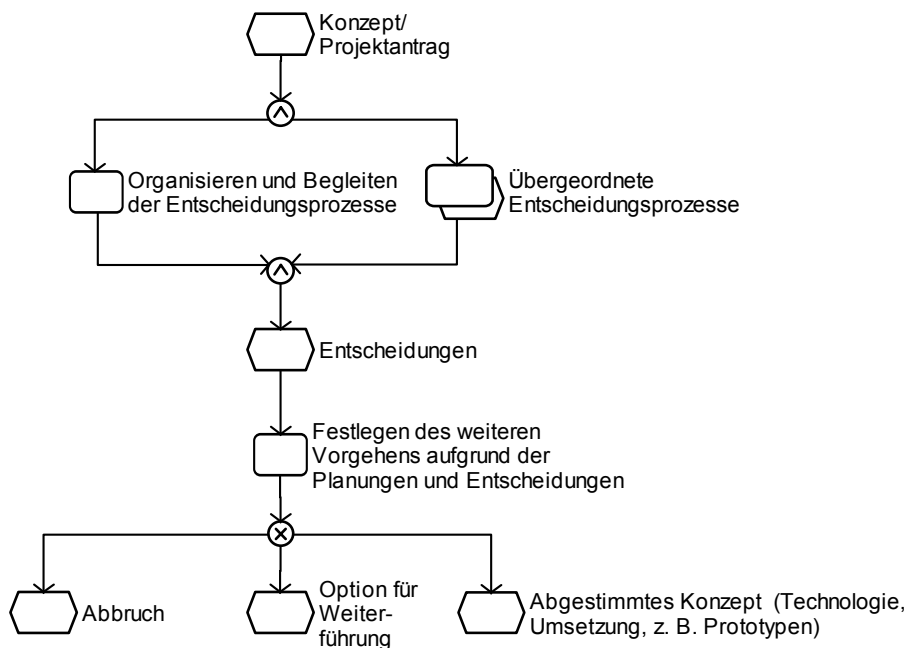 Konzept/
Projektantrag
Organisieren und Begleiten
der Entscheidungsprozesse
Übergeordnete
Entscheidungsprozesse
Entscheidungen
Festlegen des weiteren
Vorgehens aufgrund der
Planungen und Entscheidungen
Abbruch
Option für
Weiter-
führung
Abgestimmtes Konzept (Technologie,
Umsetzung, z. B. Prototypen)